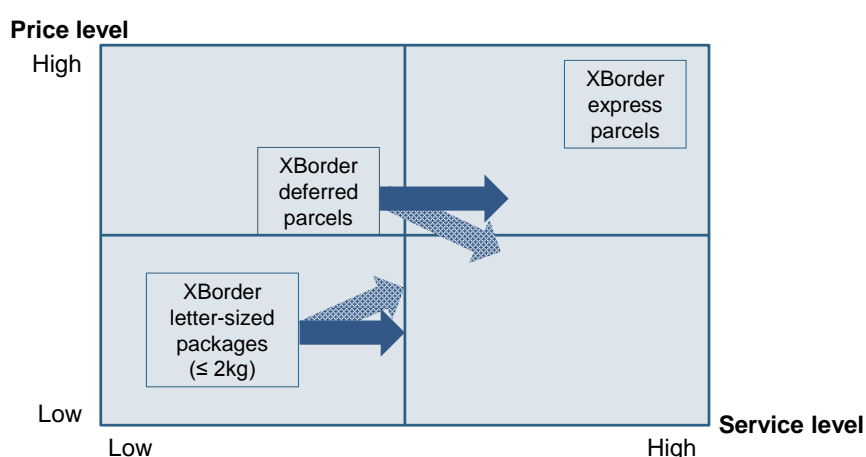 Price level
High
XBorder
express
parcels
XBorder
deferred
parcels
XBorder
letter-sized
packages
(≤ 2kg)
Low
Service level
Low
High